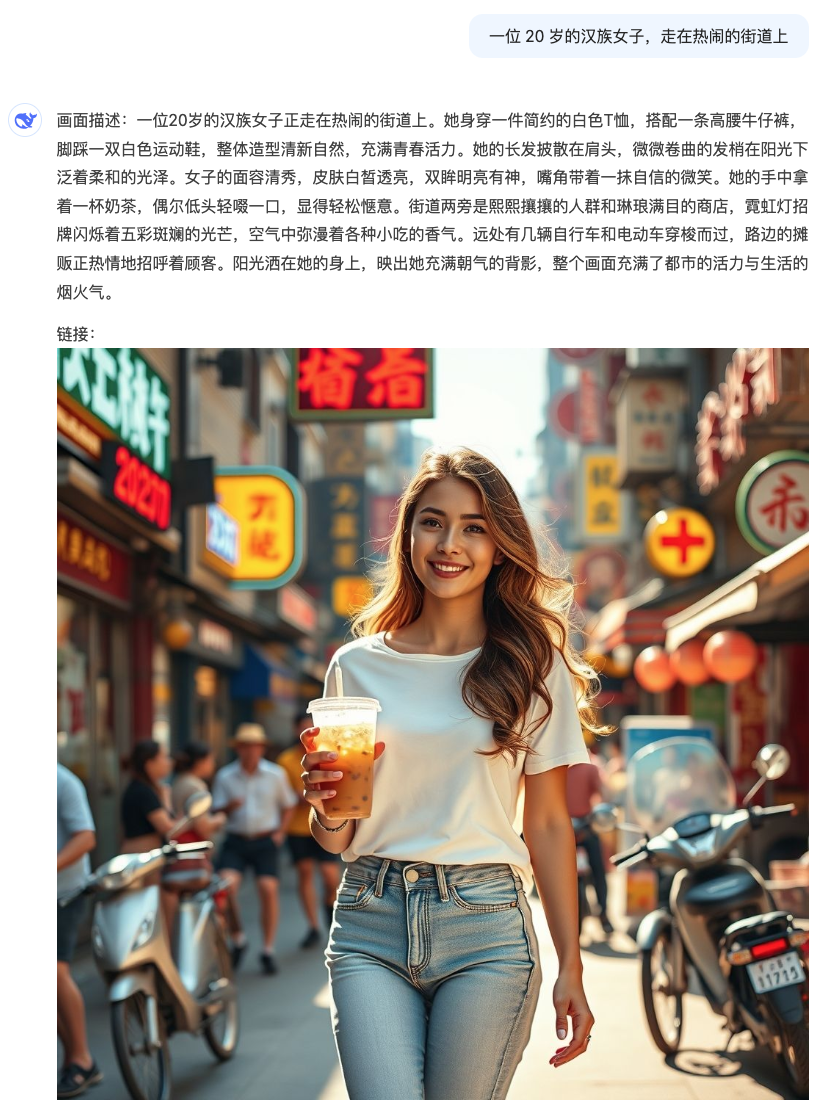 一位 20 岁的汉族女子，走在热闹的街道上
画面描述：一位20岁的汉族女子正走在热闹的街道上。她身穿一件简约的白色T恤，搭配一条高腰牛仔裤，
脚踩一双白色运动鞋，整体造型清新自然，充满青春活力。她的长发披散在肩头，微微卷曲的发梢在阳光下
泛着柔和的光泽。女子的面容清秀，皮肤白皙透亮，双眸明亮有神，嘴角带着一抹自信的微笑。她的手中拿
着一杯奶茶，偶尔低头轻啜一口，显得轻松惬意。街道两旁是熙熙攘攘的人群和琳琅满目的商店，霓虹灯招
牌闪烁着五彩斑斓的光芒，空气中弥漫着各种小吃的香气。远处有几辆自行车和电动车穿梭而过，路边的摊
贩正热情地招呼着顾客。阳光洒在她的身上，映出她充满朝气的背影，整个画面充满了都市的活力与生活的
烟火气。
链接：